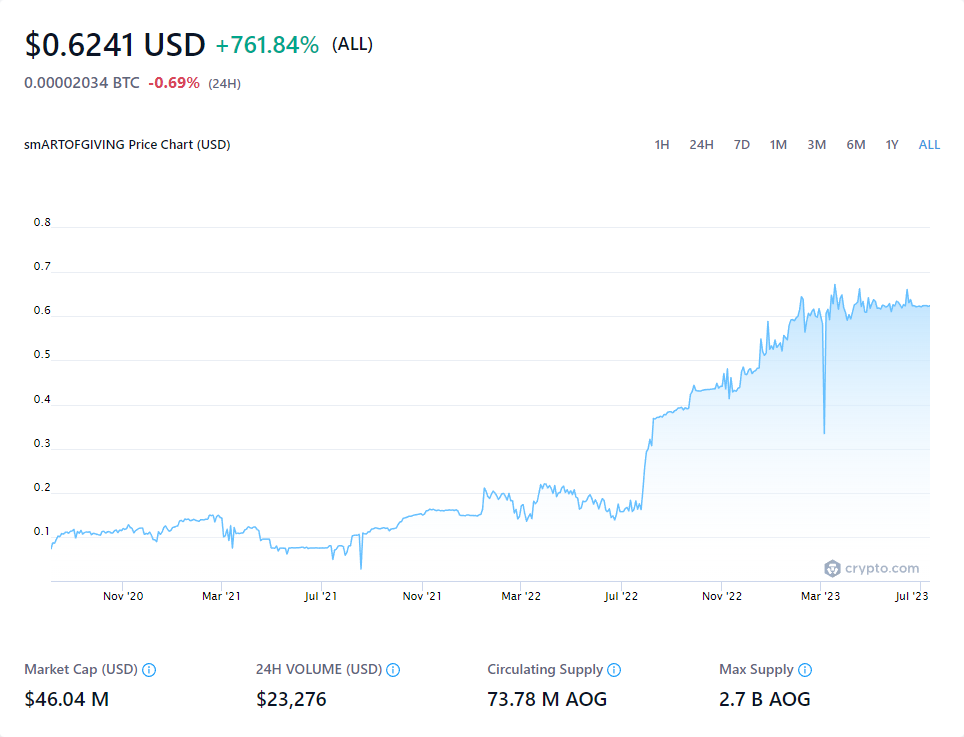 $0.6241 USD +761.84% (ALL)
0.00002034 BTC -0.69% (24H)
smARTOFGIVING Price Chart (USD) 1H 24H 7D 1M 3M 6M 1Y ALL
0.8
0.7
0.6
0.5
0.4
0.3
0.2
0.1
crypto.com
Nov '20 Mar '21 Jul '21 Nov '21 Mar '22 Jul '22 Nov '22 Mar '23 Jul '23
Market Cap (USD) 24H VOLUME (USD) Circulating Supply Max Supply
$46.04 M $23,276 73.78 M AOG 2.7 B AOG